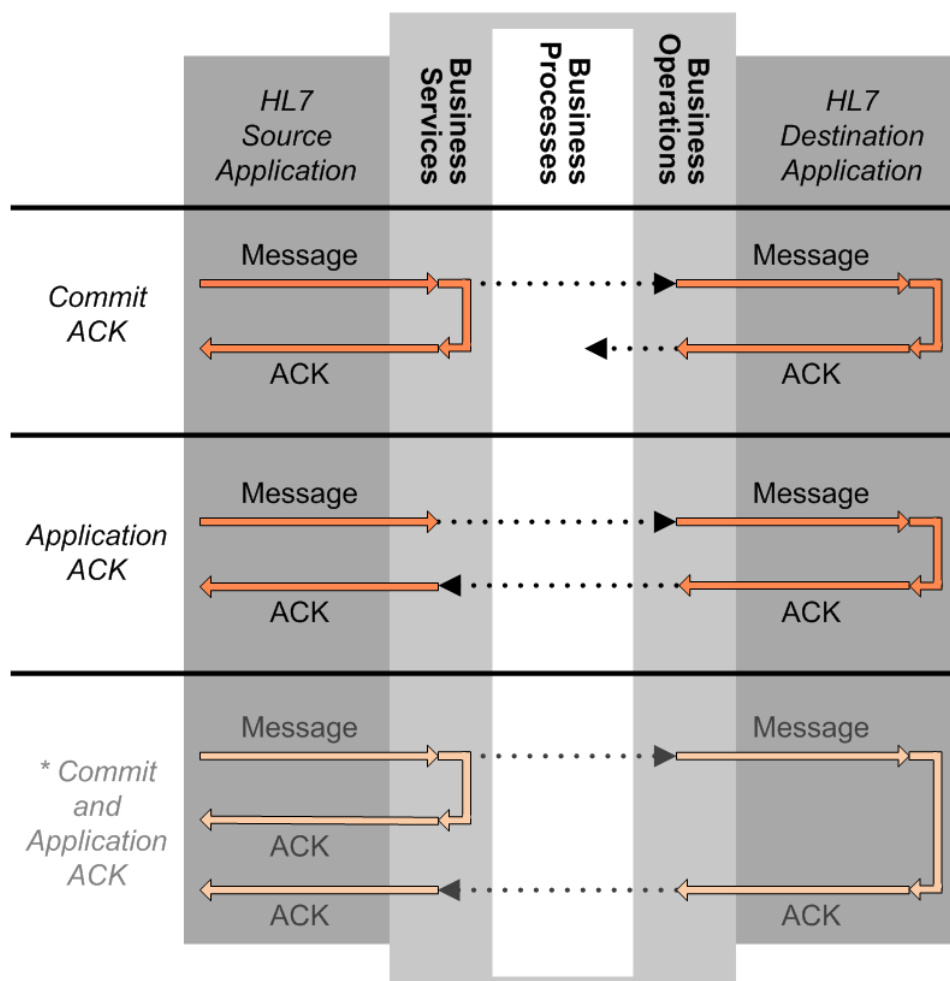 HL7
Source
Application
Business
Services
Business
Processes
Business
Operations
HL7
Destination
Application
Commit
ACK
Message
ACK
Message
ACK
Application
ACK
Message
ACK
Message
ACK
* Commit
and
Application
ACK
Message
ACK
ACK
Message
ACK